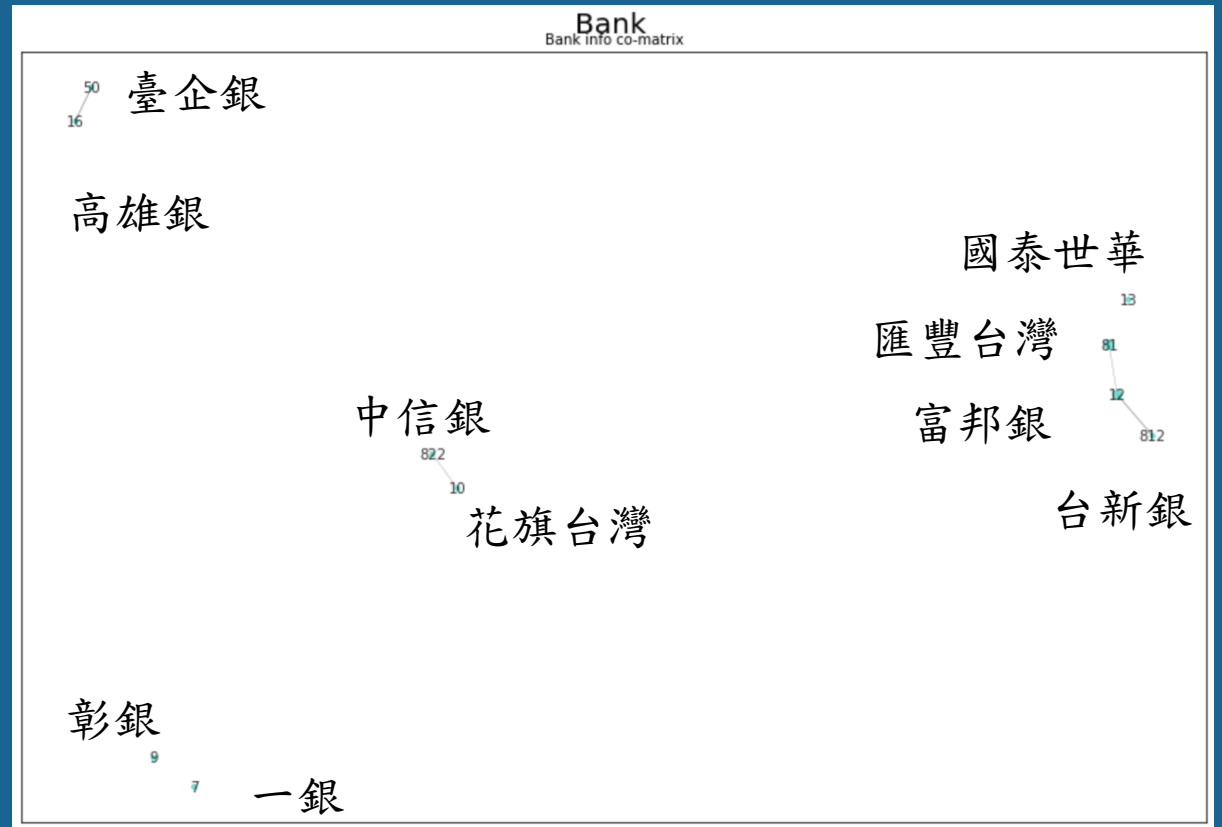 Bank
Bank info co-matrix
50
臺企銀
16
高雄銀
國泰世華
13
匯豐台灣
81
12
富邦銀
812
中信銀
822
10
花旗台灣
台新銀
彰銀
9
7
一銀